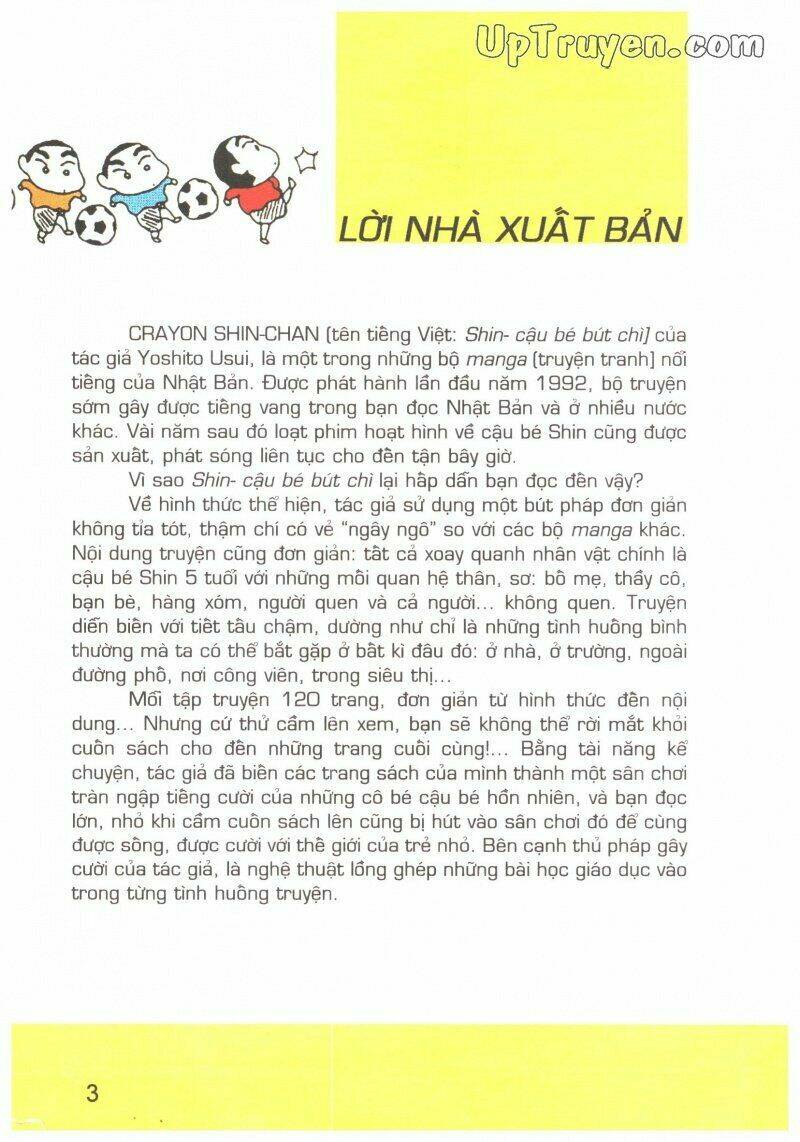 UpTruyen.com
LỜI NHÀ XUẤT BẢN
CRAYON SHIN-CHAN (tên tiếng Việt: Shin- cậu bé bút chì) của
tác giả Yoshito Usui, là một trong những bộ manga (truyện tranh) nổi
tiếng của Nhật Bản. Được phát hành lần đầu năm 1992, bộ truyện
sớm gây được tiếng vang trong bạn đọc Nhật Bản và ở nhiều nước
khác. Vài năm sau đó loạt phim hoạt hình về cậu bé Shin cũng được
sản xuất, phát sóng liên tục cho đến tận bây giờ.
Vì sao Shin- cậu bé bút chì lại hấp dẫn bạn đọc đến vậy?
Về hình thức thể hiện, tác giả sử dụng một bút pháp đơn giản
không tỉa tót, thậm chí có vẻ “ngây ngô” so với các bộ manga khác.
Nội dung truyện cũng đơn giản: tất cả xoay quanh nhân vật chính là
cậu bé Shin 5 tuổi với những mối quan hệ thân, sơ: bố mẹ, thầy cô,
bạn bè, hàng xóm, người quen và cả người... không quen. Truyện
diễn biến với tiết tấu chậm, dường như chỉ là những tình huống bình
thường mà ta có thể bắt gặp ở bất kì đâu đó: ở nhà, ở trường, ngoài
đường phố, nơi công viên, trong siêu thị...
Mỗi tập truyện 120 trang, đơn giản từ hình thức đến nội
dung... Nhưng cứ thử cầm lên xem, bạn sẽ không thể rời mắt khỏi
cuốn sách cho đến những trang cuối cùng!... Bằng tài năng kể
chuyện, tác giả đã biến các trang sách của mình thành một sân chơi
tràn ngập tiếng cười của những cô bé cậu bé hồn nhiên, và bạn đọc
lớn, nhỏ khi cầm cuốn sách lên cũng bị hút vào sân chơi đó để cùng
được sống, được cười với thế giới của trẻ nhỏ. Bên cạnh thủ pháp gây
cười của tác giả, là nghệ thuật lồng ghép những bài học giáo dục vào
trong từng tình huống truyện.
3